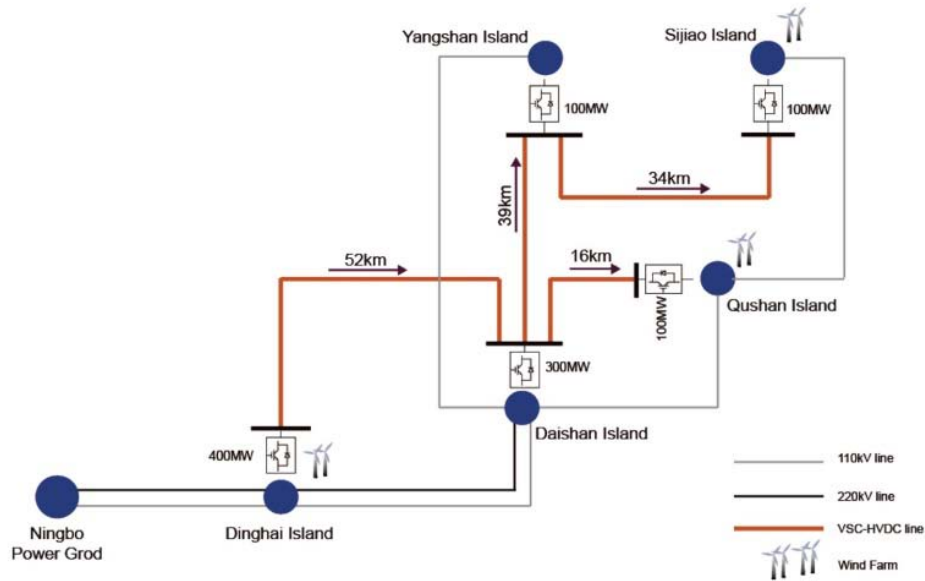 Yangshan Island
Sijiao Island
100MW
100MW
34km
39km
52km
16km
100MW
Qushan Island
300MW
Daishan Island
400MW
Ningbo
Power Grod
Dinghai Island
110kV line
220kV line
VSC-HVDC line
Wind Farm